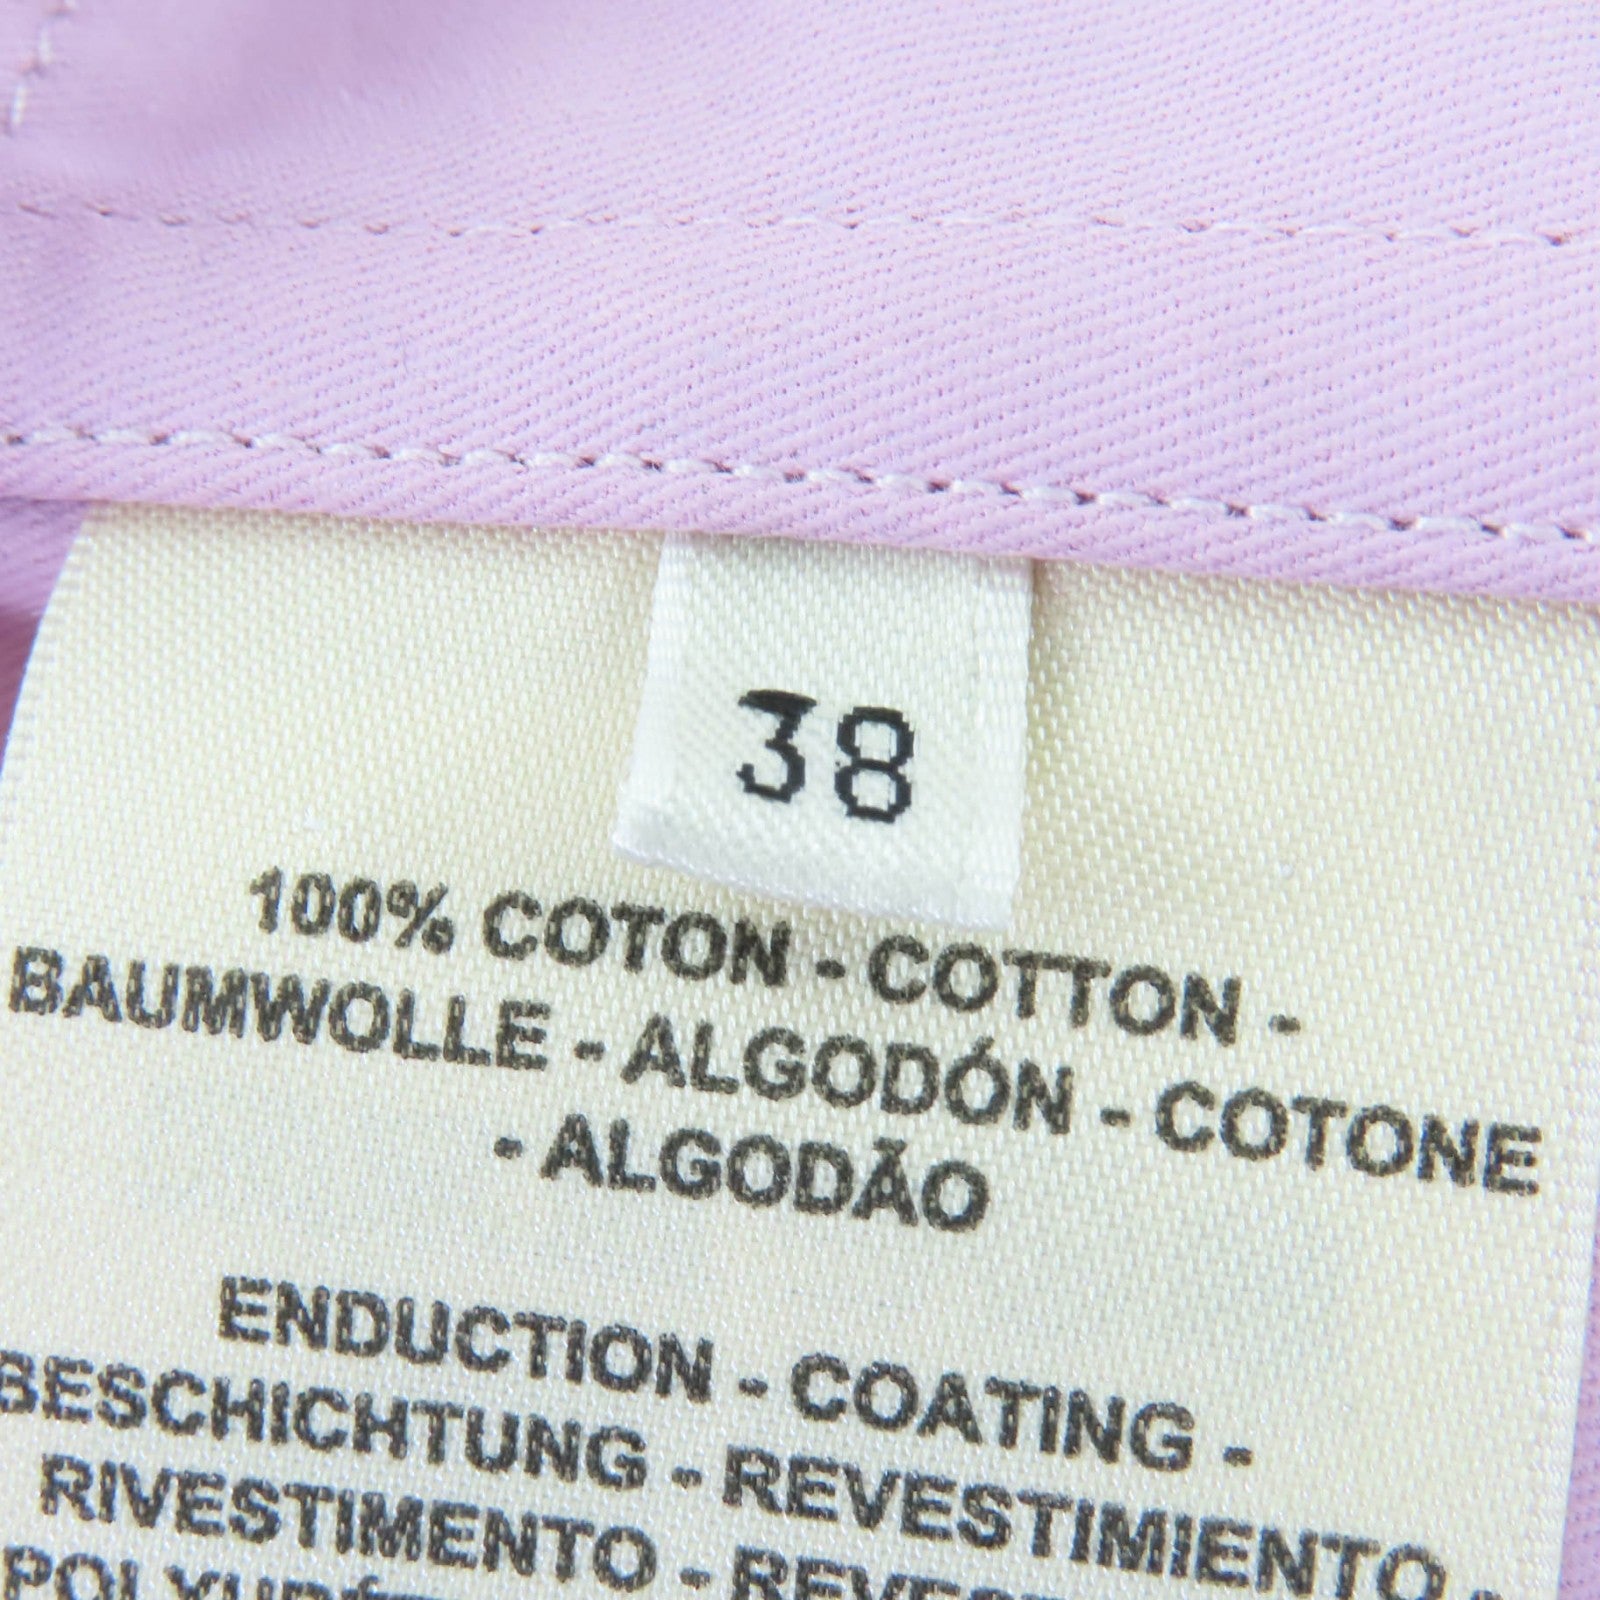 38
100% COTON - COTTON -
BAUMWOLLE - ALGODÓN - COTONE
- ALGODÃO
ENDUCTION - COATING -
BESCHICHTUNG - REVESTIMIENTO -
RIVESTIMENTO -